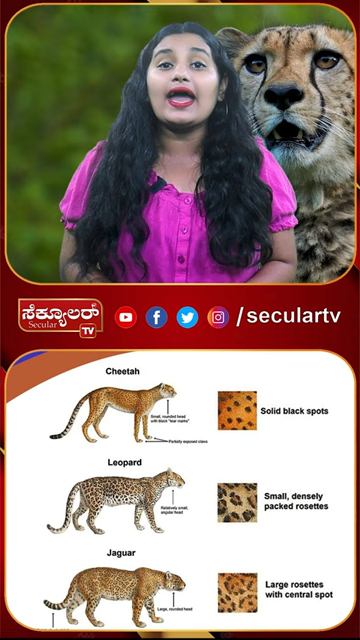 ಸೆಕ್ಯೂಲರ್
Secular
TV
/seculartv
Cheetah
Small, rounded head
with black "tear marks"
Partially exposed claws
Solid black spots
Leopard
Relatively small,
angular head
Small, densely
packed rosettes
Jaguar
Large, rounded head
Large rosettes
with central spot